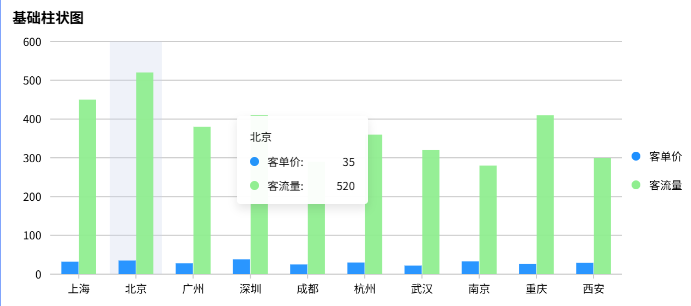 基础柱状图
600
500
400
300
200
100
0
北京
客单价: 35
客流量: 520
客单价
客流量
上海 北京 广州 深圳 成都 杭州 武汉 南京 重庆 西安